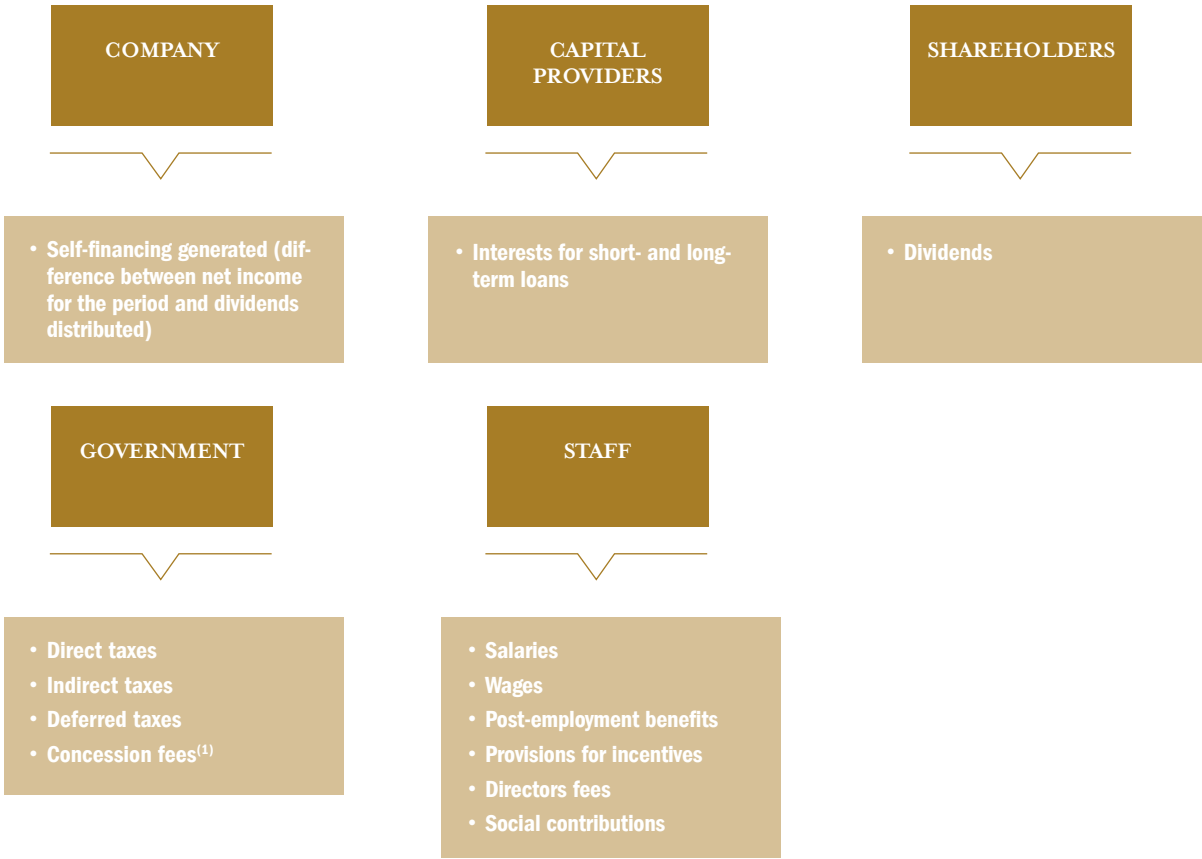 COMPANY
• Self-financing generated (dif-
ference between net income
for the period and dividends
distributed)
CAPITAL
PROVIDERS
• Interests for short- and long-
term loans
SHAREHOLDERS
• Dividends
GOVERNMENT
• Direct taxes
• Indirect taxes
• Deferred taxes
• Concession fees(1)
STAFF
• Salaries
• Wages
• Post-employment benefits
• Provisions for incentives
• Directors fees
• Social contributions